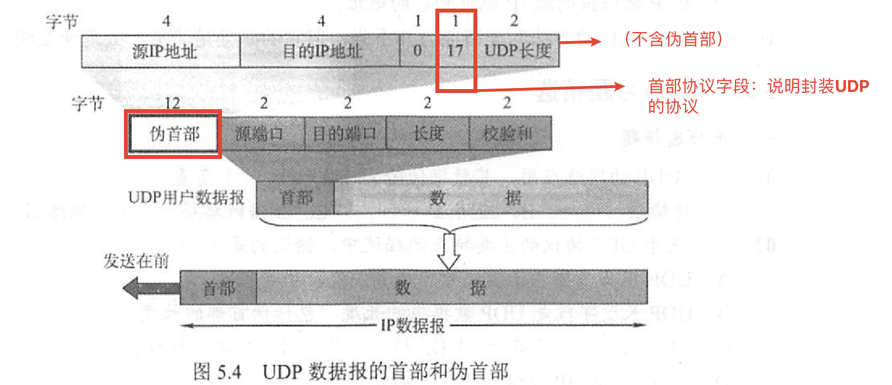 字节 4 4 1 1 2
源IP地址 目的IP地址 0 17 UDP长度
（不含伪首部）
首部协议字段：说明封装UDP
的协议
字节 12 2 2 2 2
伪首部 源端口 目的端口 长度 校验和
UDP用户数据报 首部 数 据
发送在前
首部 数 据
IP数据报
图 5.4 UDP 数据报的首部和伪首部